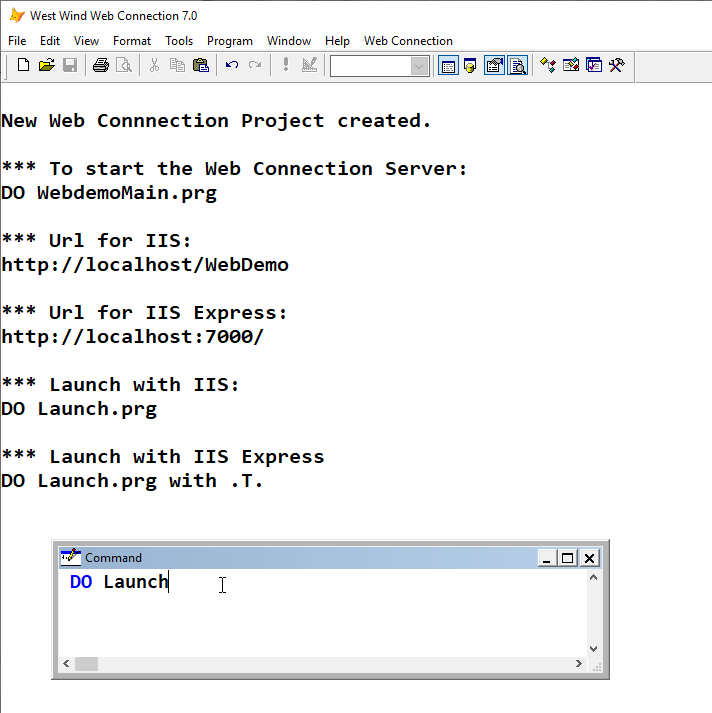 West Wind Web Connection 7.0
File Edit View Format Tools Program Window Help Web Connection
New Web Connnection Project created.
*** To start the Web Connection Server:
DO WebdemoMain.prg
*** Url for IIS:
http://localhost/WebDemo
*** Url for IIS Express:
http://localhost:7000/
*** Launch with IIS:
DO Launch.prg
*** Launch with IIS Express
DO Launch.prg with .T.
Command
DO Launch